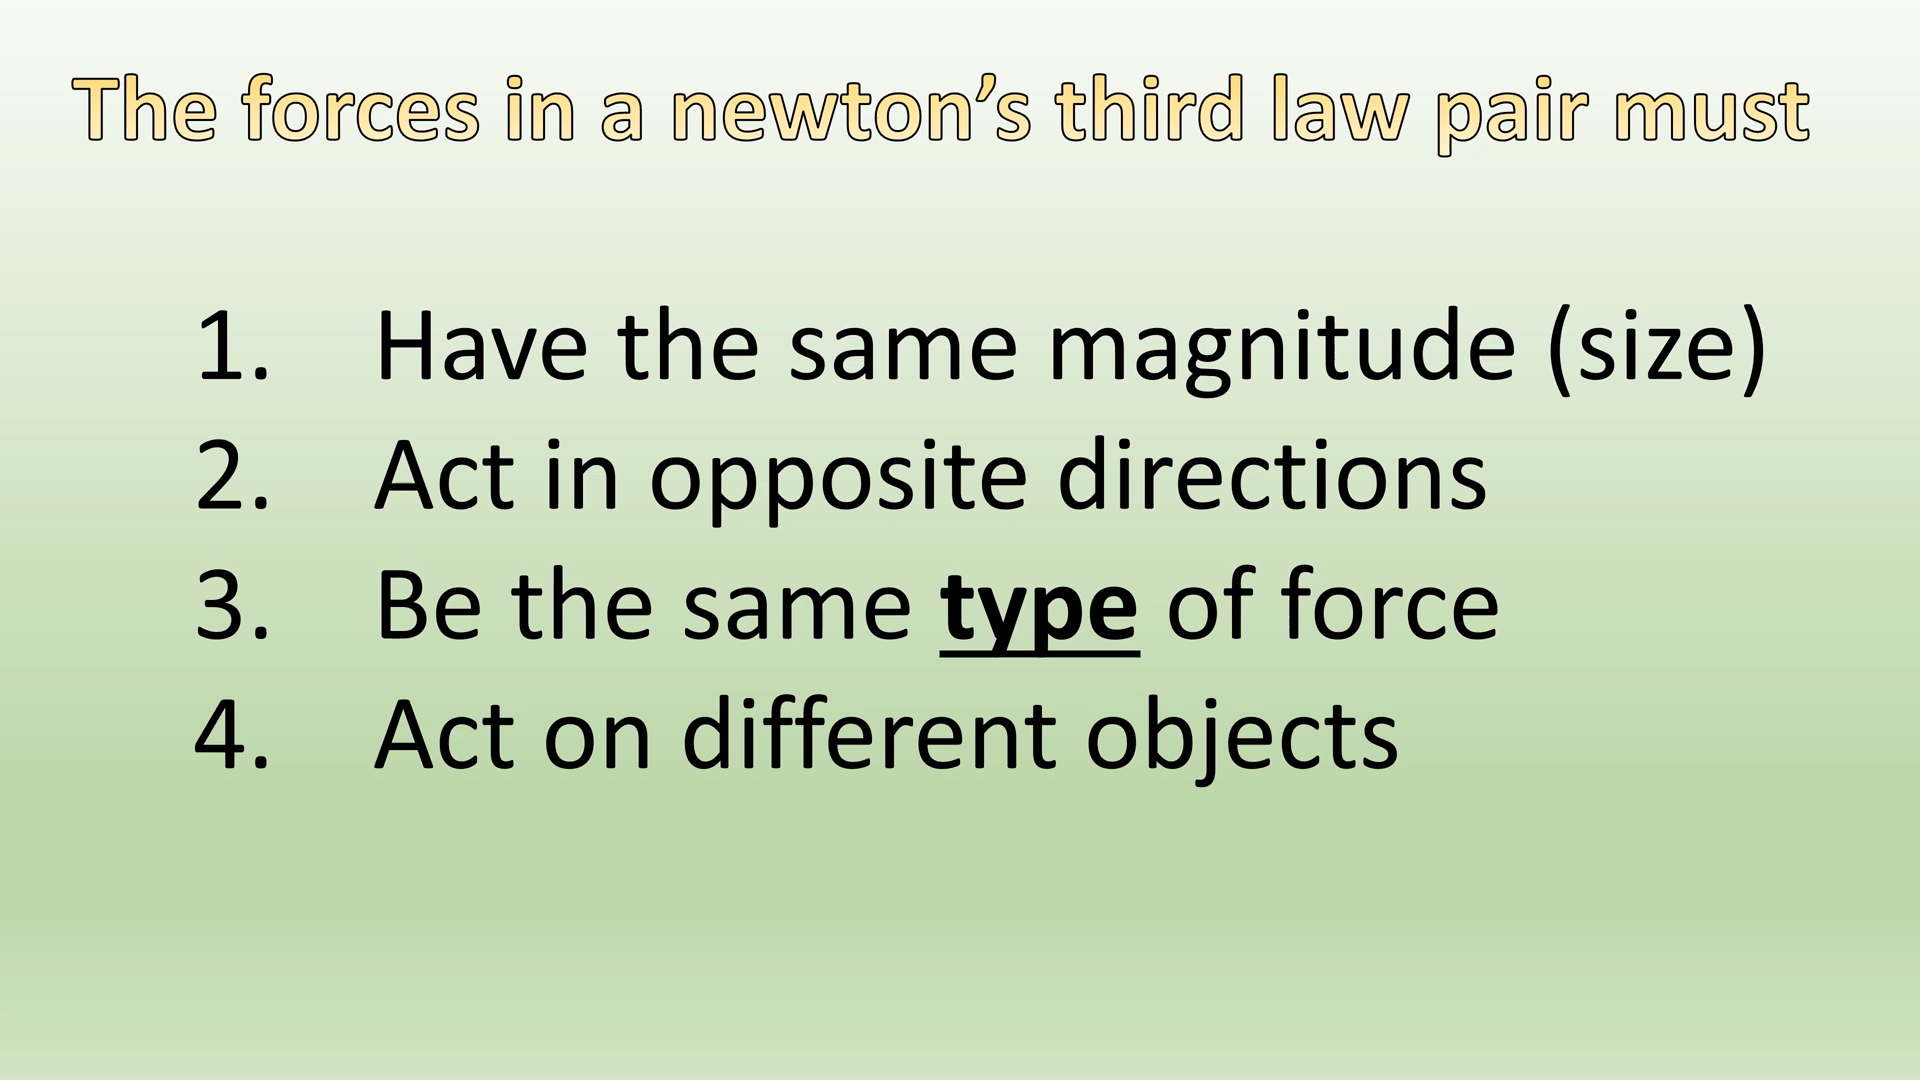 The forces in a newton’s third law pair must
1. Have the same magnitude (size)
2. Act in opposite directions
3. Be the same type of force
4. Act on different objects